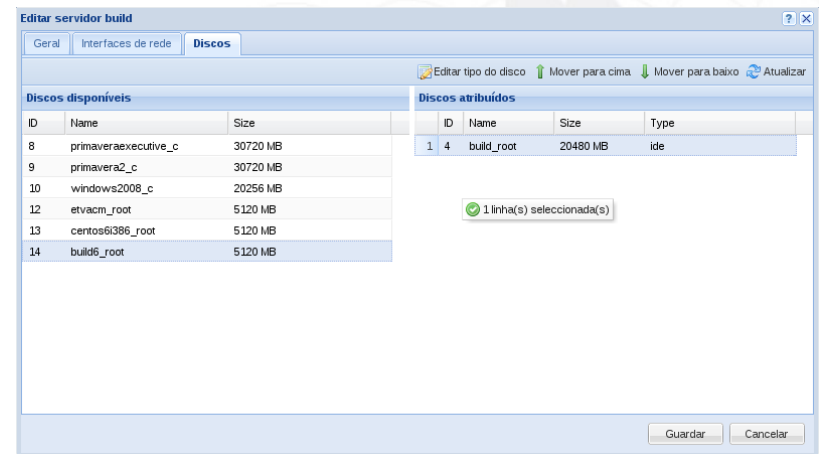 Editar servidor build
Geral Interfaces de rede Discos
Editar tipo do disco Mover para cima Mover para baixo Atualizar
Discos disponíveis
ID Name Size
8 primaveraexecutive_c 30720 MB
9 primavera2_c 30720 MB
10 windows2008_c 20256 MB
12 etvacm_root 5120 MB
13 centos6i386_root 5120 MB
14 build6_root 5120 MB
Discos atribuídos
ID Name Size Type
1 4 build_root 20480 MB ide
1 linha(s) seleccionada(s)
Guardar Cancelar